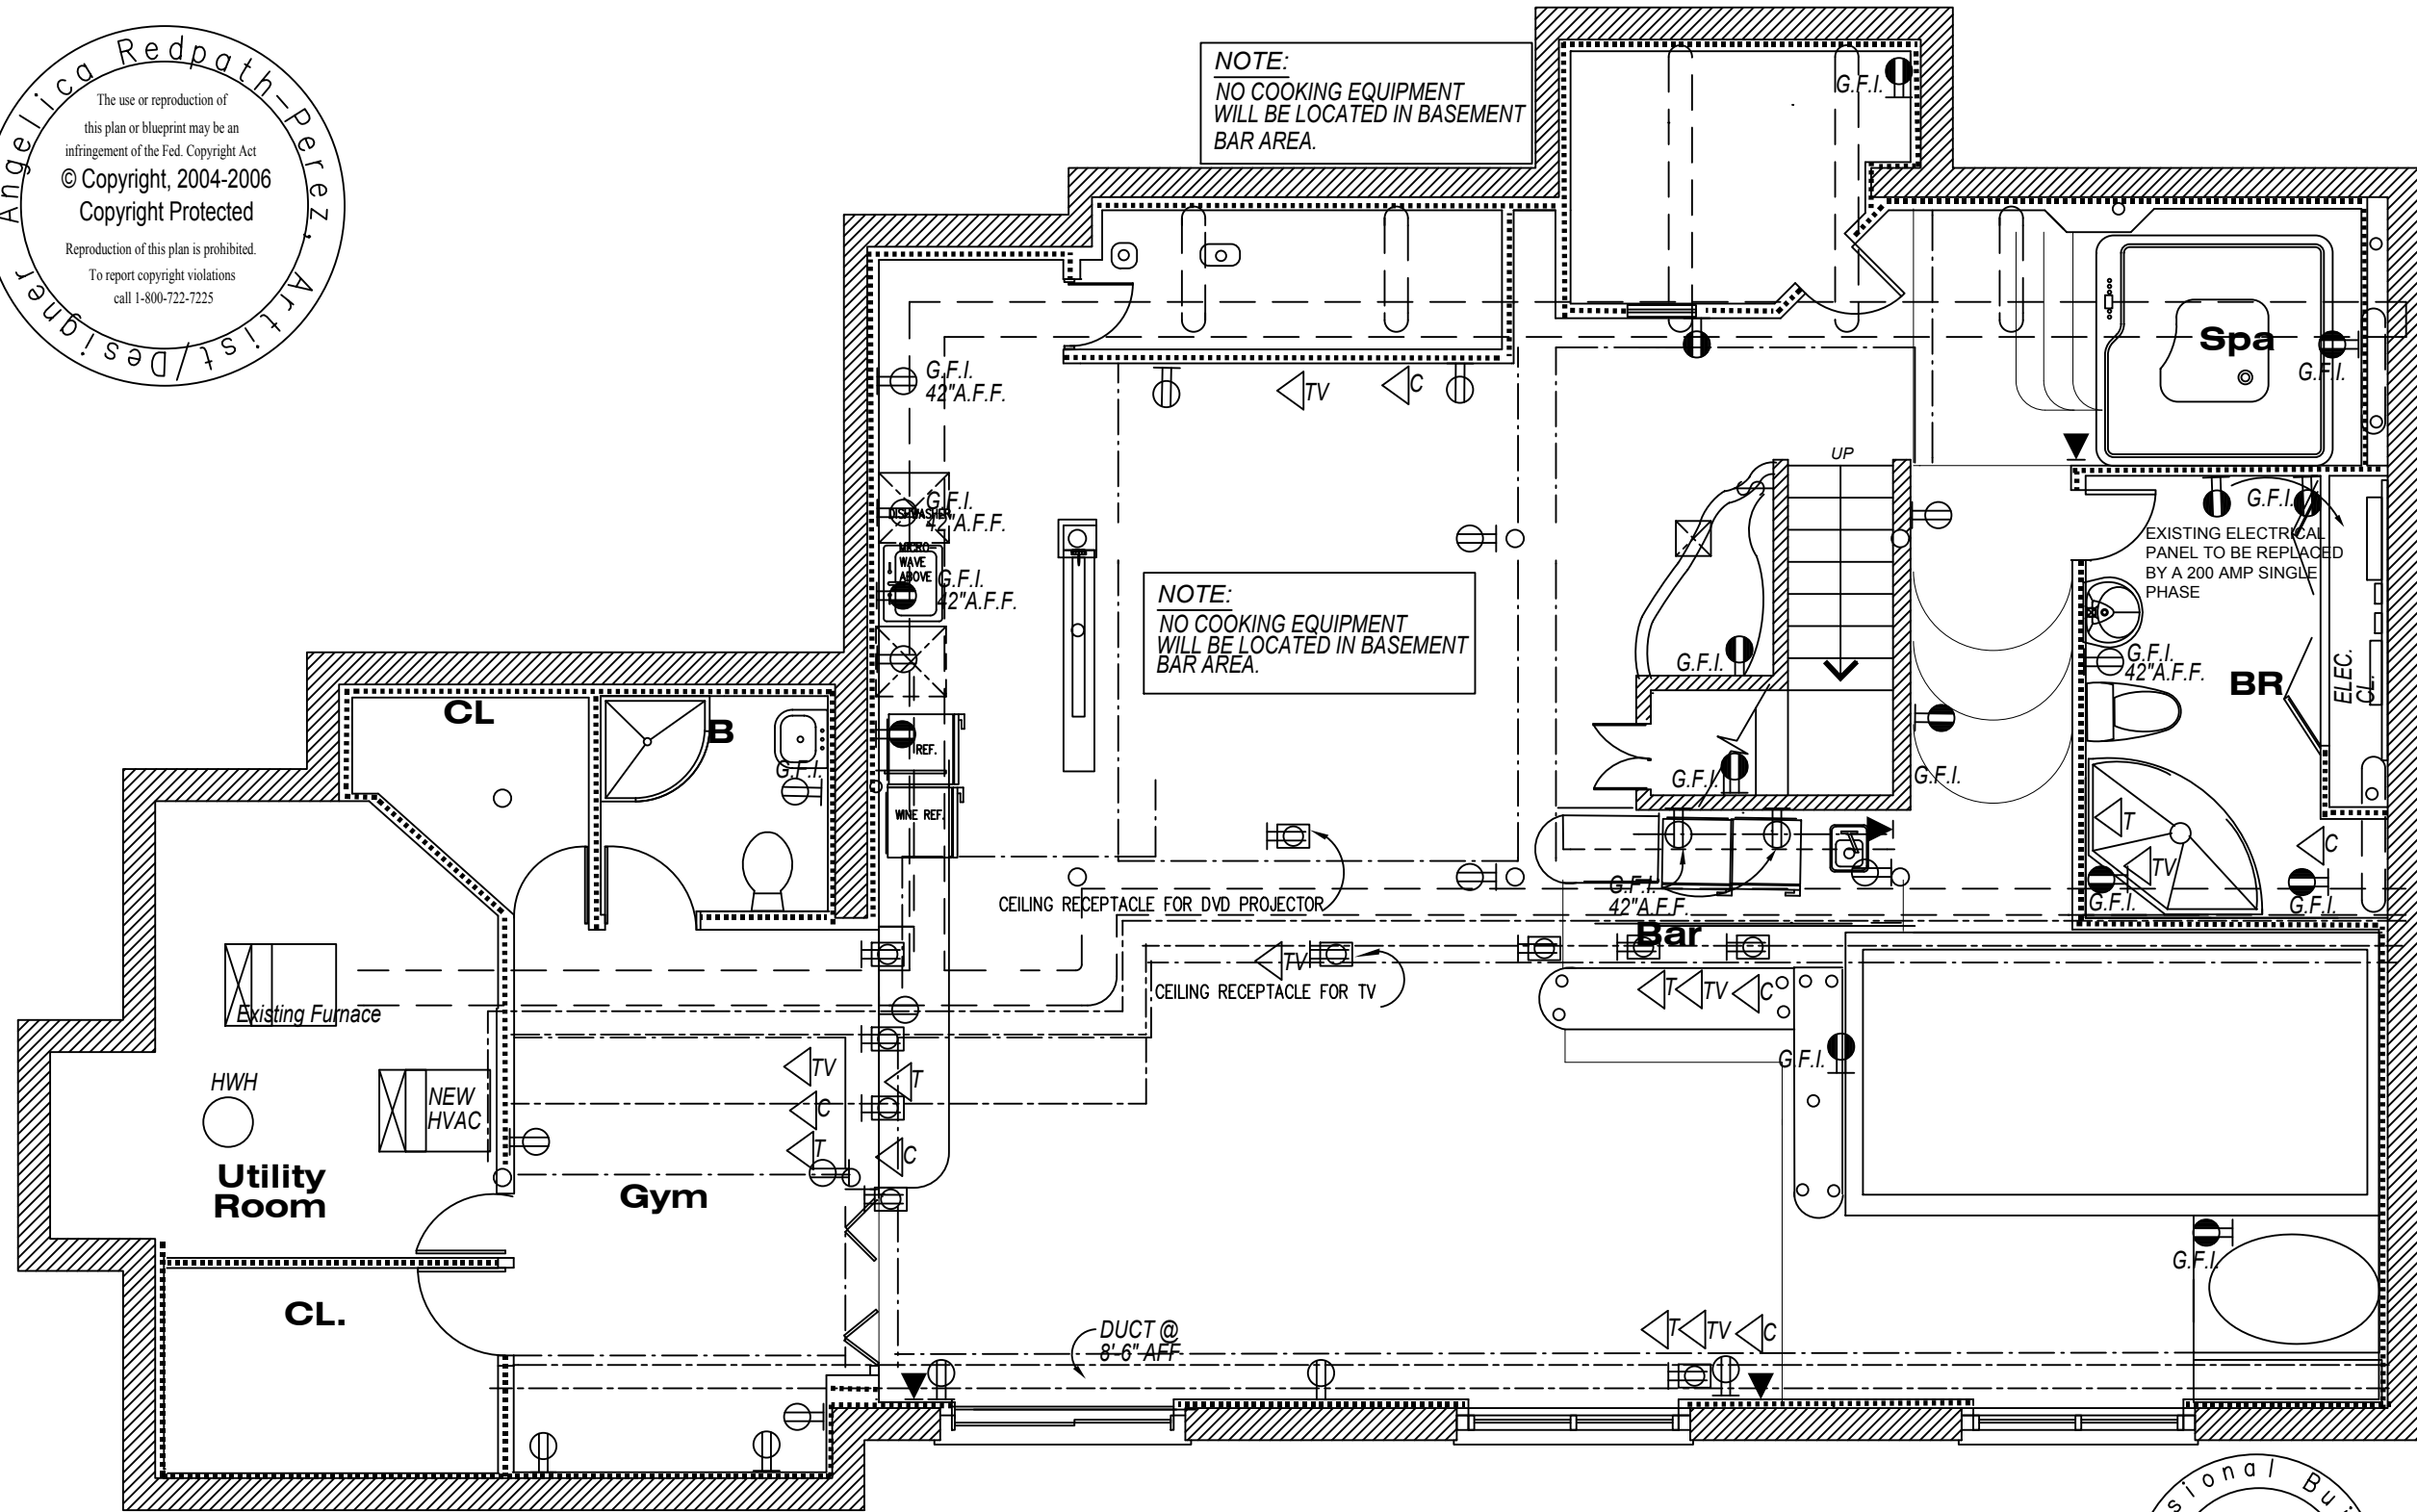 Angelica Redpath-Perez, Artist/Designer
The use or reproduction of
this plan or blueprint may be an
infringement of the Fed. Copyright Act
© Copyright, 2004-2006
Copyright Protected
Reproduction of this plan is prohibited.
To report copyright violations
call 1-800-722-7225
NOTE:
NO COOKING EQUIPMENT
WILL BE LOCATED IN BASEMENT
BAR AREA.
G.F.I.
Spa
G.F.I.
G.F.I.
42"A.F.F.
TV
C
UP
G.F.I.
42"A.F.F.
DISHWASHER
MICRO-
WAVE
ABOVE
G.F.I.
42"A.F.F.
G.F.I.
EXISTING ELECTRICAL
PANEL TO BE REPLACED
BY A 200 AMP SINGLE
PHASE
NOTE:
NO COOKING EQUIPMENT
WILL BE LOCATED IN BASEMENT
BAR AREA.
G.F.I.
G.F.I.
42"A.F.F.
BR
ELEC.
CL.
CL
B
G.F.I.
REF.
WINE REF.
G.F.I.
G.F.I.
T
C
TV
G.F.I.
G.F.I.
CEILING RECEPTACLE FOR DVD PROJECTOR
G.F.I.
42"A.F.F.
Bar
TV
CEILING RECEPTACLE FOR TV
T
TV
C
G.F.I.
Existing Furnace
HWH
NEW
HVAC
TV
C
T
T
C
Utility
Room
Gym
G.F.I.
CL.
DUCT @
8'-6" AFF
T
TV
C